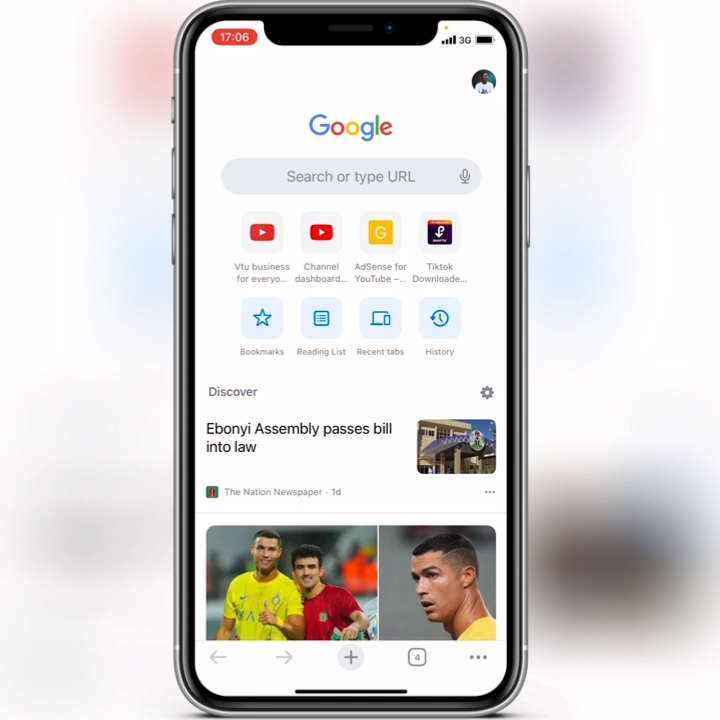 17:06
3G
Google
Search or type URL
G
Vtu business
for everyo...
Channel
dashboard...
AdSense for
YouTube –...
Tiktok
Downloade...
Bookmarks
Reading List
Recent tabs
History
Discover
Ebonyi Assembly passes bill
into law
The Nation Newspaper · 1d
4